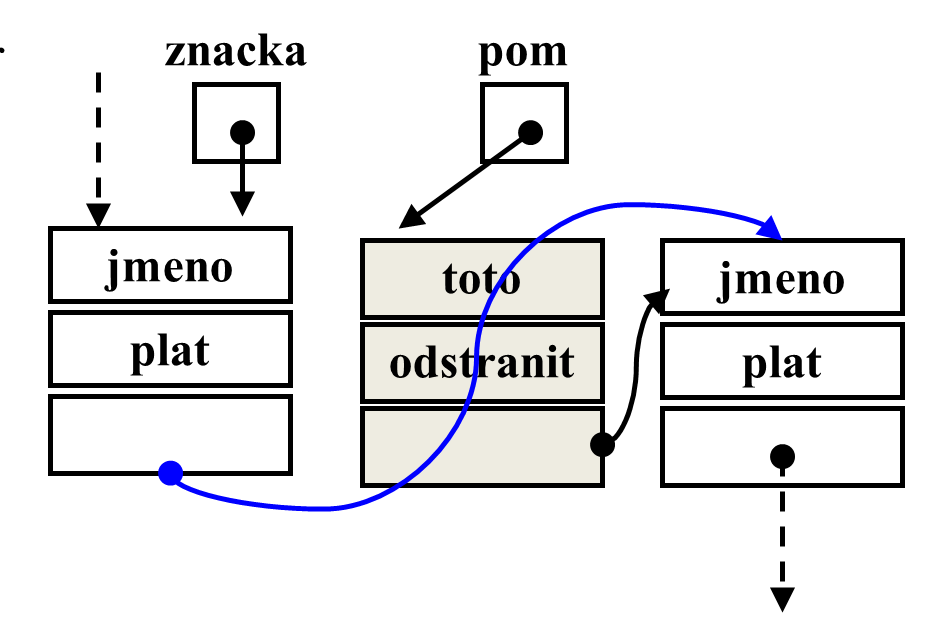 znacka
pom
jmeno
plat
toto
odstranit
jmeno
plat